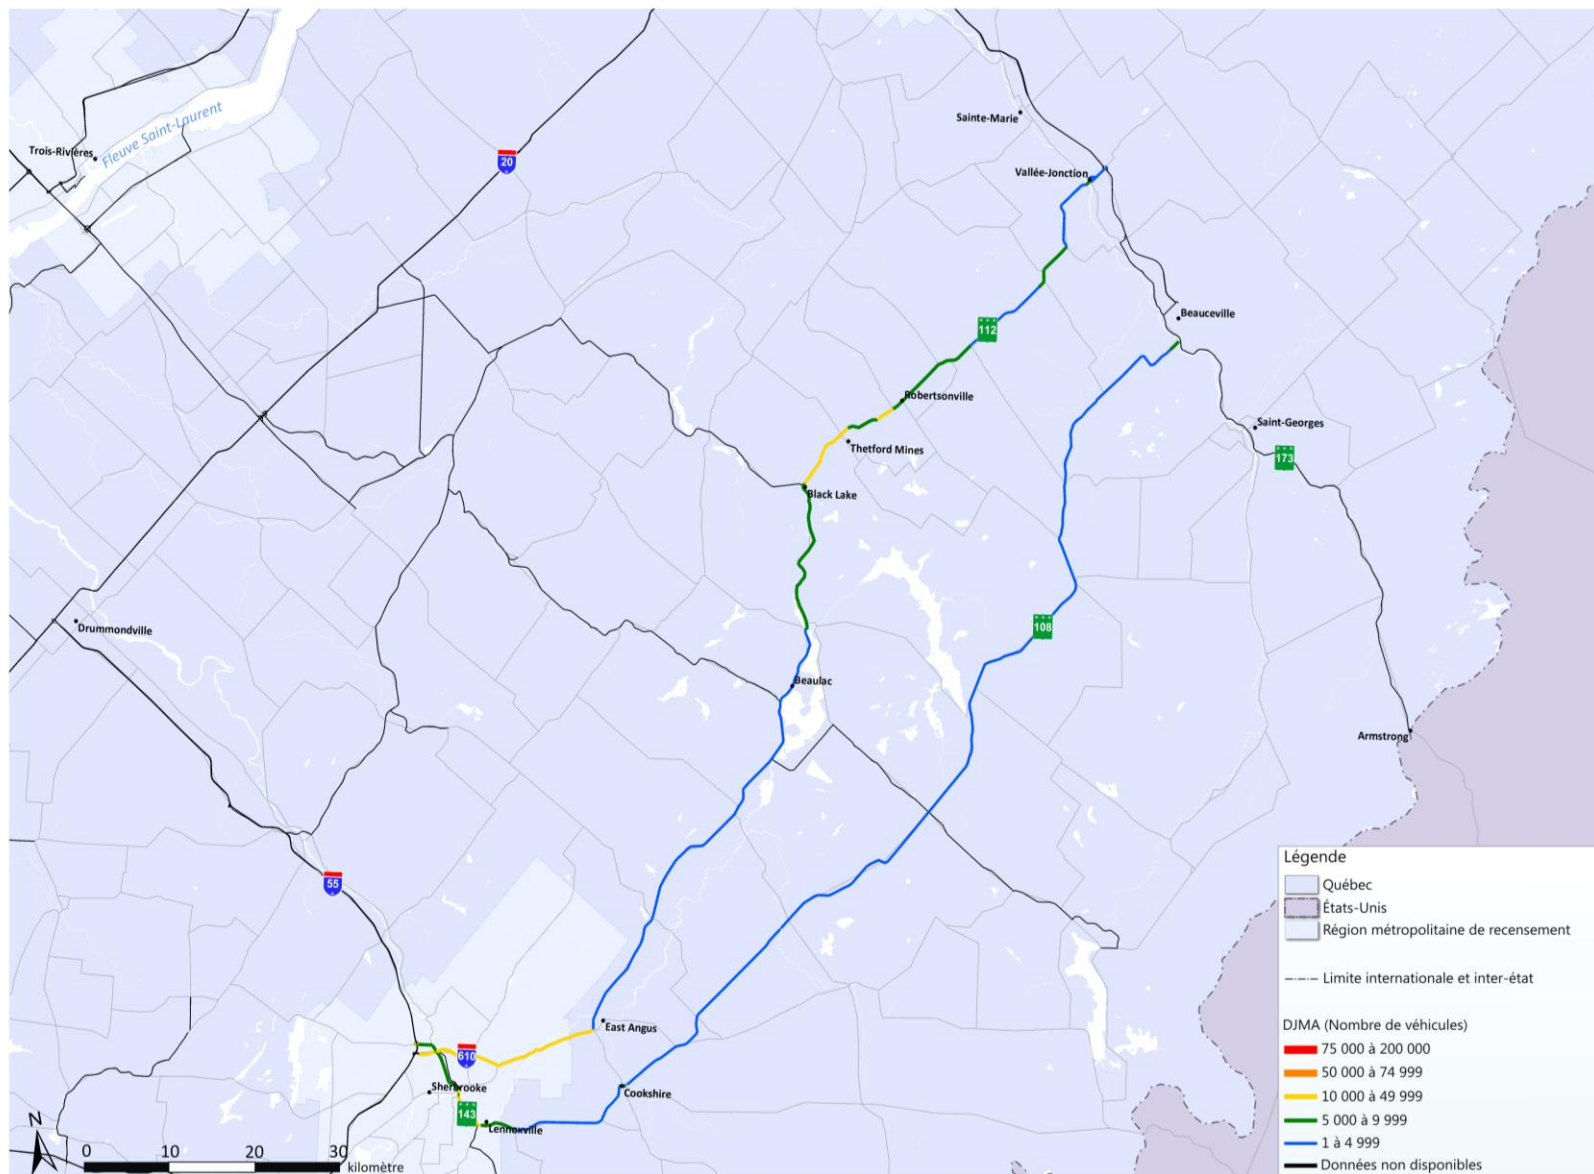 Sainte-Marie
Fleuve Saint-Laurent
Trois-Rivières
20
Vallée-Jonction
Beauceville
112
Robertsonville
Saint-Georges
Thetford Mines
173
Black Lake
Drummondville
108
Beaulac
Armstrong
55
East Angus
610
Sherbrooke
Cookshire
143
Lennoxville
N
0 10 20 30
kilomètre
Légende
Québec
États-Unis
Région métropolitaine de recensement
Limite internationale et inter-état
DJMA (Nombre de véhicules)
75 000 à 200 000
50 000 à 74 999
10 000 à 49 999
5 000 à 9 999
1 à 4 999
Données non disponibles